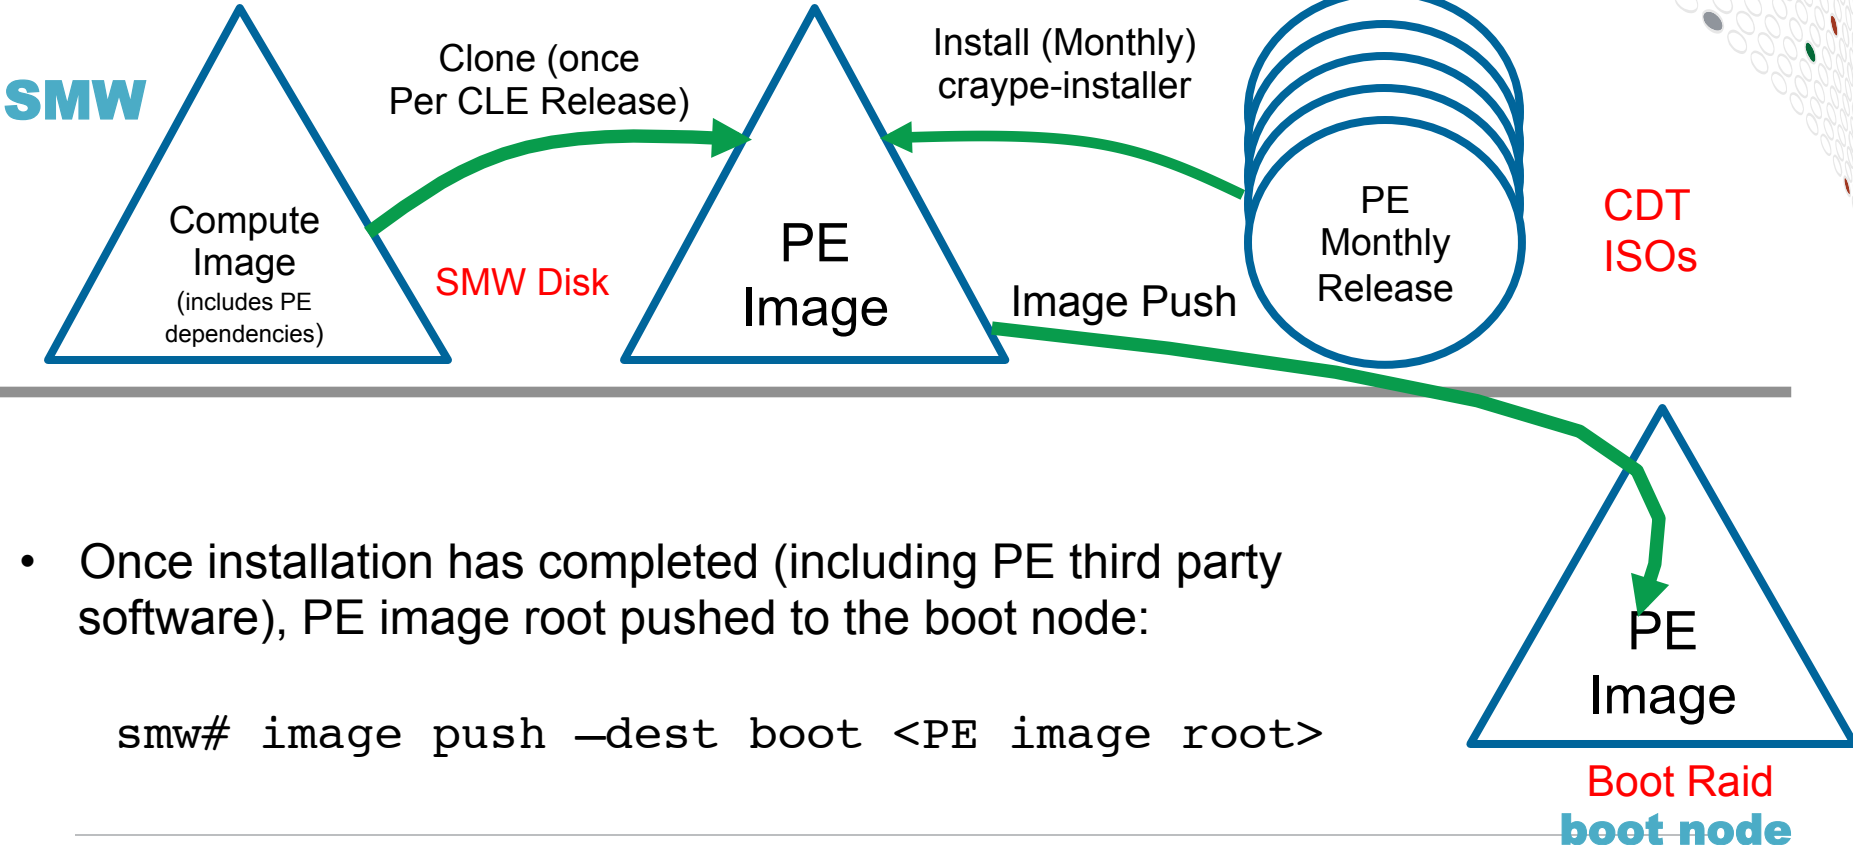 SMW
Clone (once
Per CLE Release)
Install (Monthly)
craype-installer
Compute
Image
(includes PE
dependencies)
SMW Disk
PE
Image
PE
Monthly
Release
CDT
ISOs
Image Push
• Once installation has completed (including PE third party
software), PE image root pushed to the boot node:
smw# image push –dest boot <PE image root>
PE
Image
Boot Raid
boot node